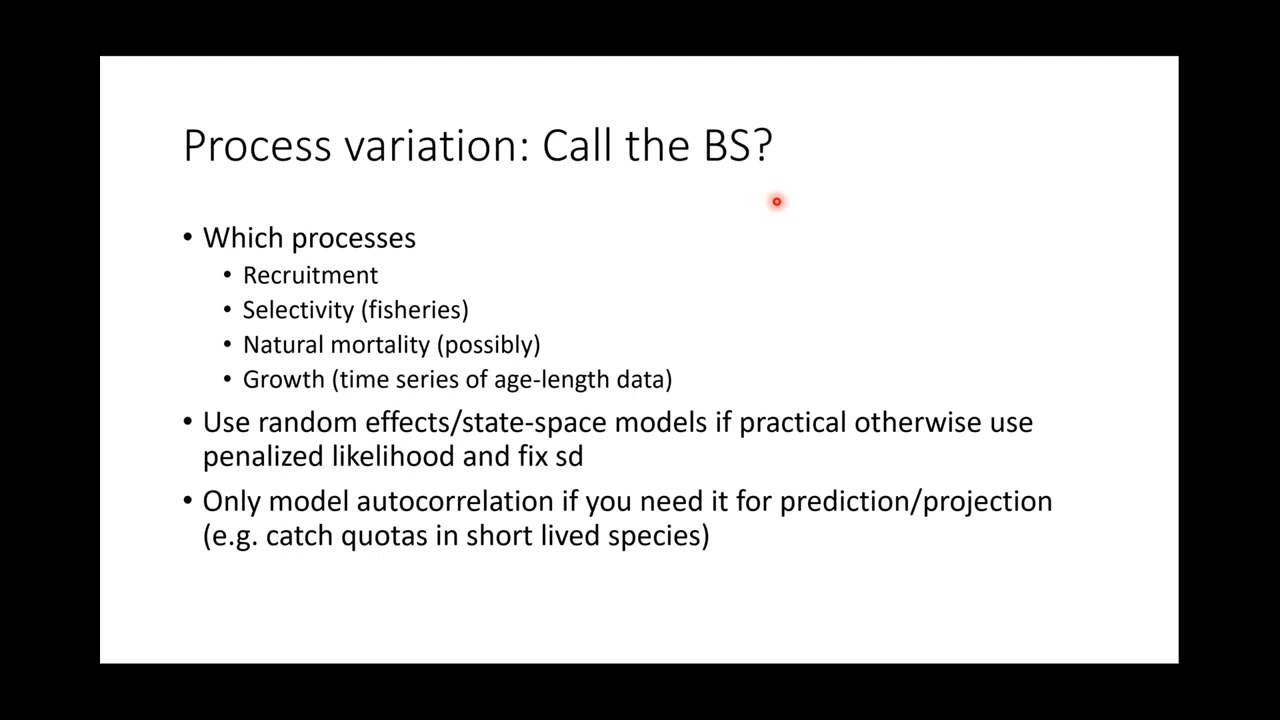 Process variation: Call the BS?
• Which processes
• Recruitment
• Selectivity (fisheries)
• Natural mortality (possibly)
• Growth (time series of age-length data)
• Use random effects/state-space models if practical otherwise use
penalized likelihood and fix sd
• Only model autocorrelation if you need it for prediction/projection
(e.g. catch quotas in short lived species)